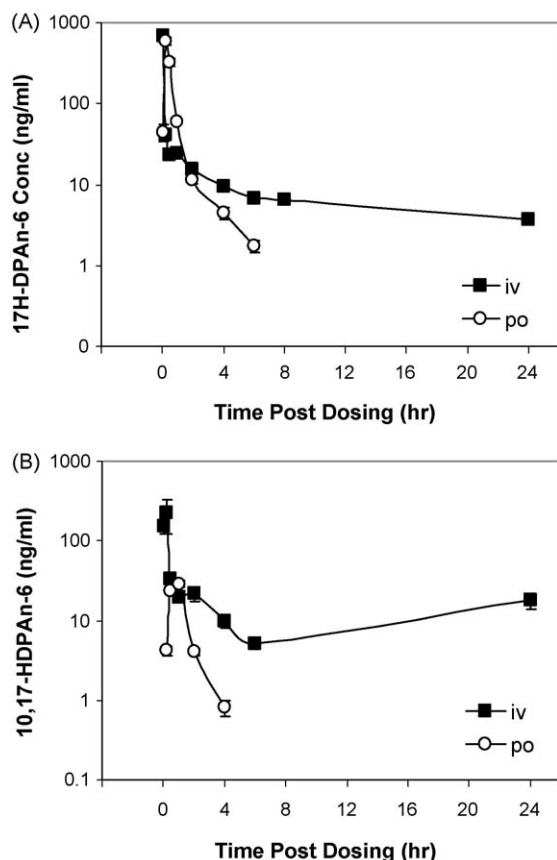 (A)
17H-DPAn-6 Conc (ng/ml)
1000
100
10
1
0
iv
po
0 4 8 12 16 20 24
Time Post Dosing (hr)
(B)
10,17-HDPAn-6 (ng/ml)
1000
100
10
1
0.1
iv
po
0 4 8 12 16 20 24
Time Post Dosing (hr)